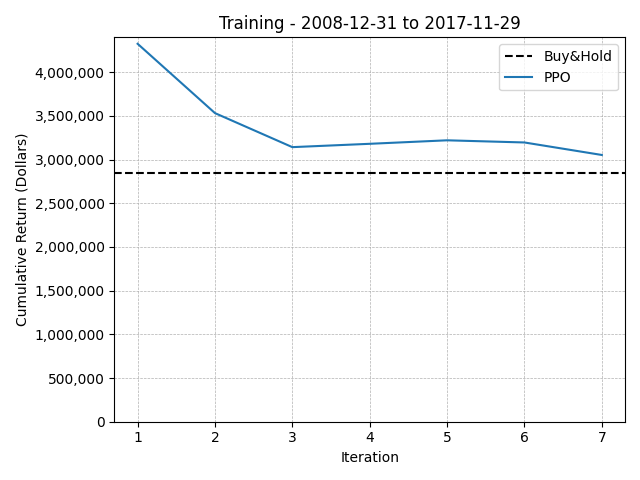 Training - 2008-12-31 to 2017-11-29
Buy&Hold
PPO
Cumulative Return (Dollars)
4,000,000
3,500,000
3,000,000
2,500,000
2,000,000
1,500,000
1,000,000
500,000
0
1 2 3 4 5 6 7
Iteration